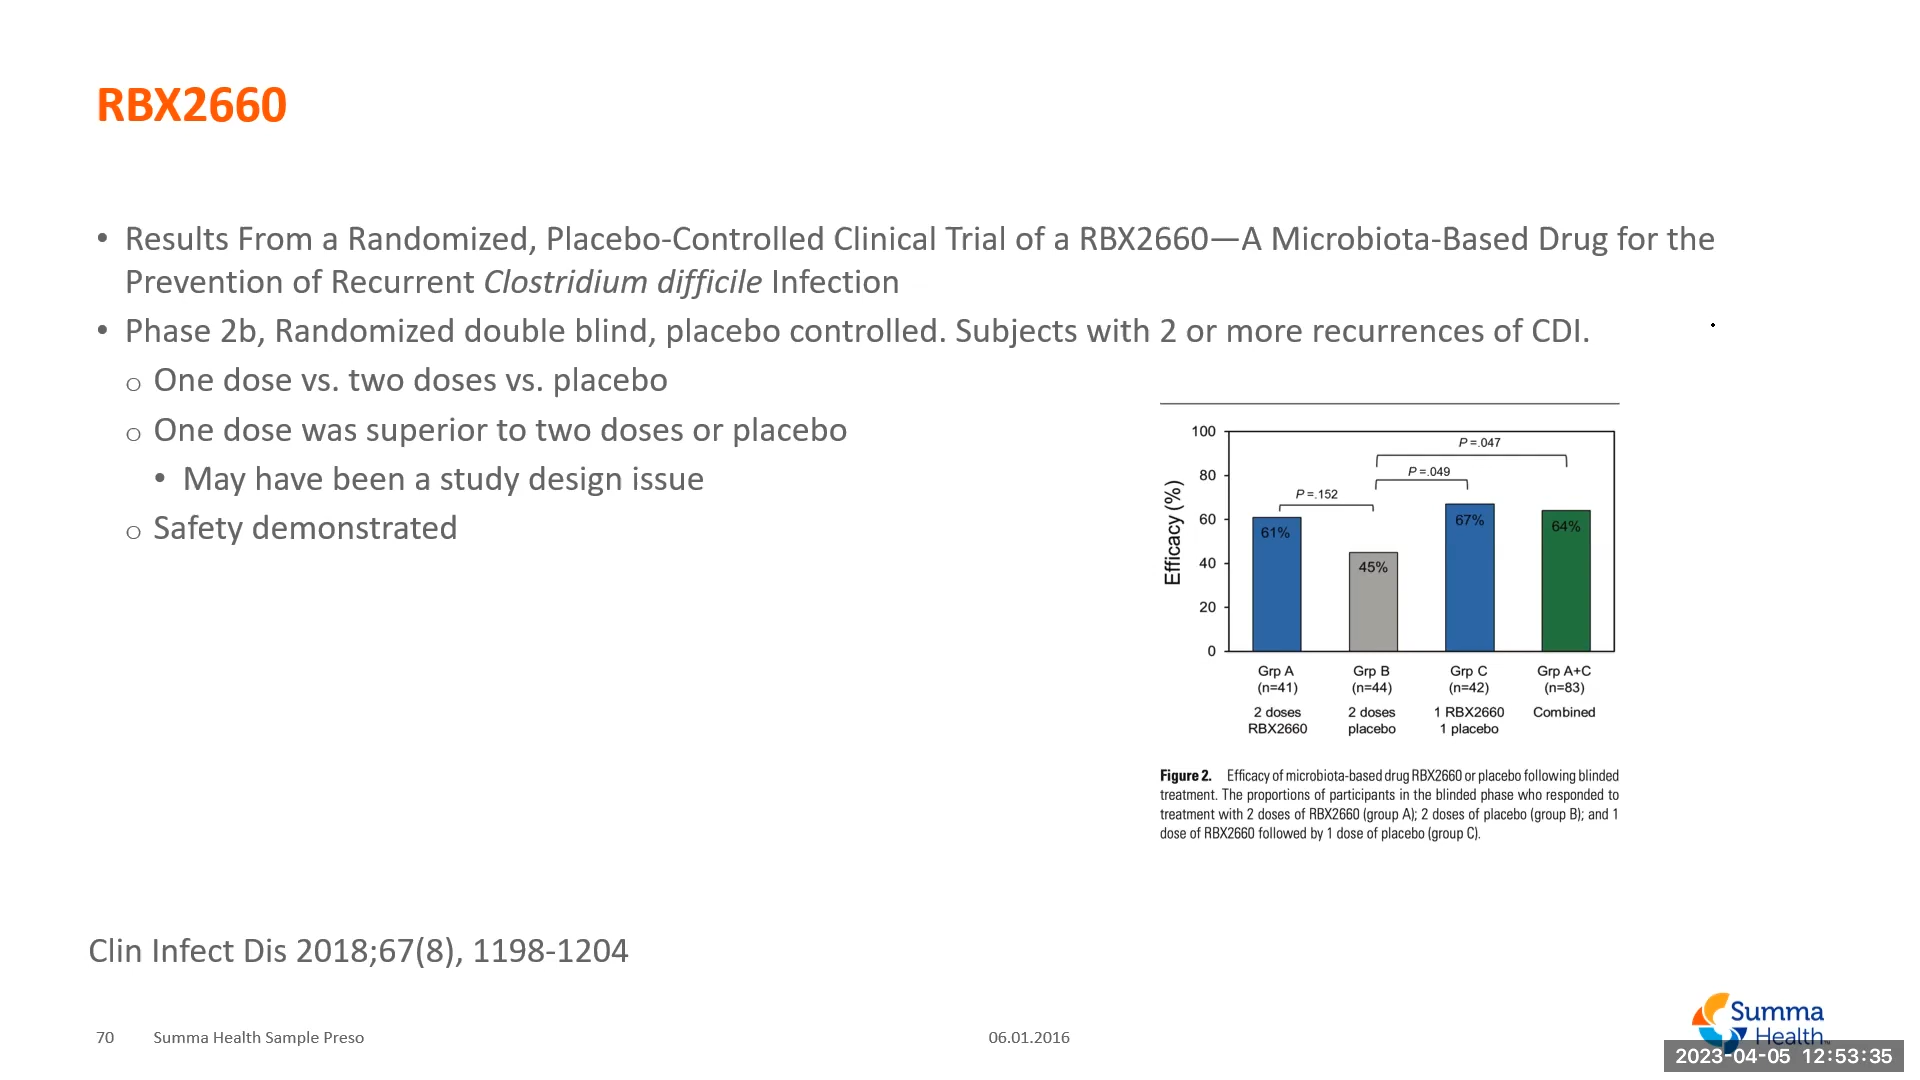 RBX2660
• Results From a Randomized, Placebo-Controlled Clinical Trial of a RBX2660—A Microbiota-Based Drug for the
Prevention of Recurrent Clostridium difficile Infection
• Phase 2b, Randomized double blind, placebo controlled. Subjects with 2 or more recurrences of CDI.
o One dose vs. two doses vs. placebo
o One dose was superior to two doses or placebo
• May have been a study design issue
o Safety demonstrated
Efficacy (%)
100
80
60
40
20
0
P=.047
P=.049
P=.152
61%
45%
67%
64%
Grp A Grp B Grp C Grp A+C
(n=41) (n=44) (n=42) (n=83)
2 doses 2 doses 1 RBX2660 Combined
RBX2660 placebo 1 placebo
Figure 2. Efficacy of microbiota-based drug RBX2660 or placebo following blinded
treatment. The proportions of participants in the blinded phase who responded to
treatment with 2 doses of RBX2660 (group A); 2 doses of placebo (group B); and 1
dose of RBX2660 followed by 1 dose of placebo (group C).
Clin Infect Dis 2018;67(8), 1198-1204
70 Summa Health Sample Preso 06.01.2016
Summa
Health
2023-04-05 12:53:35